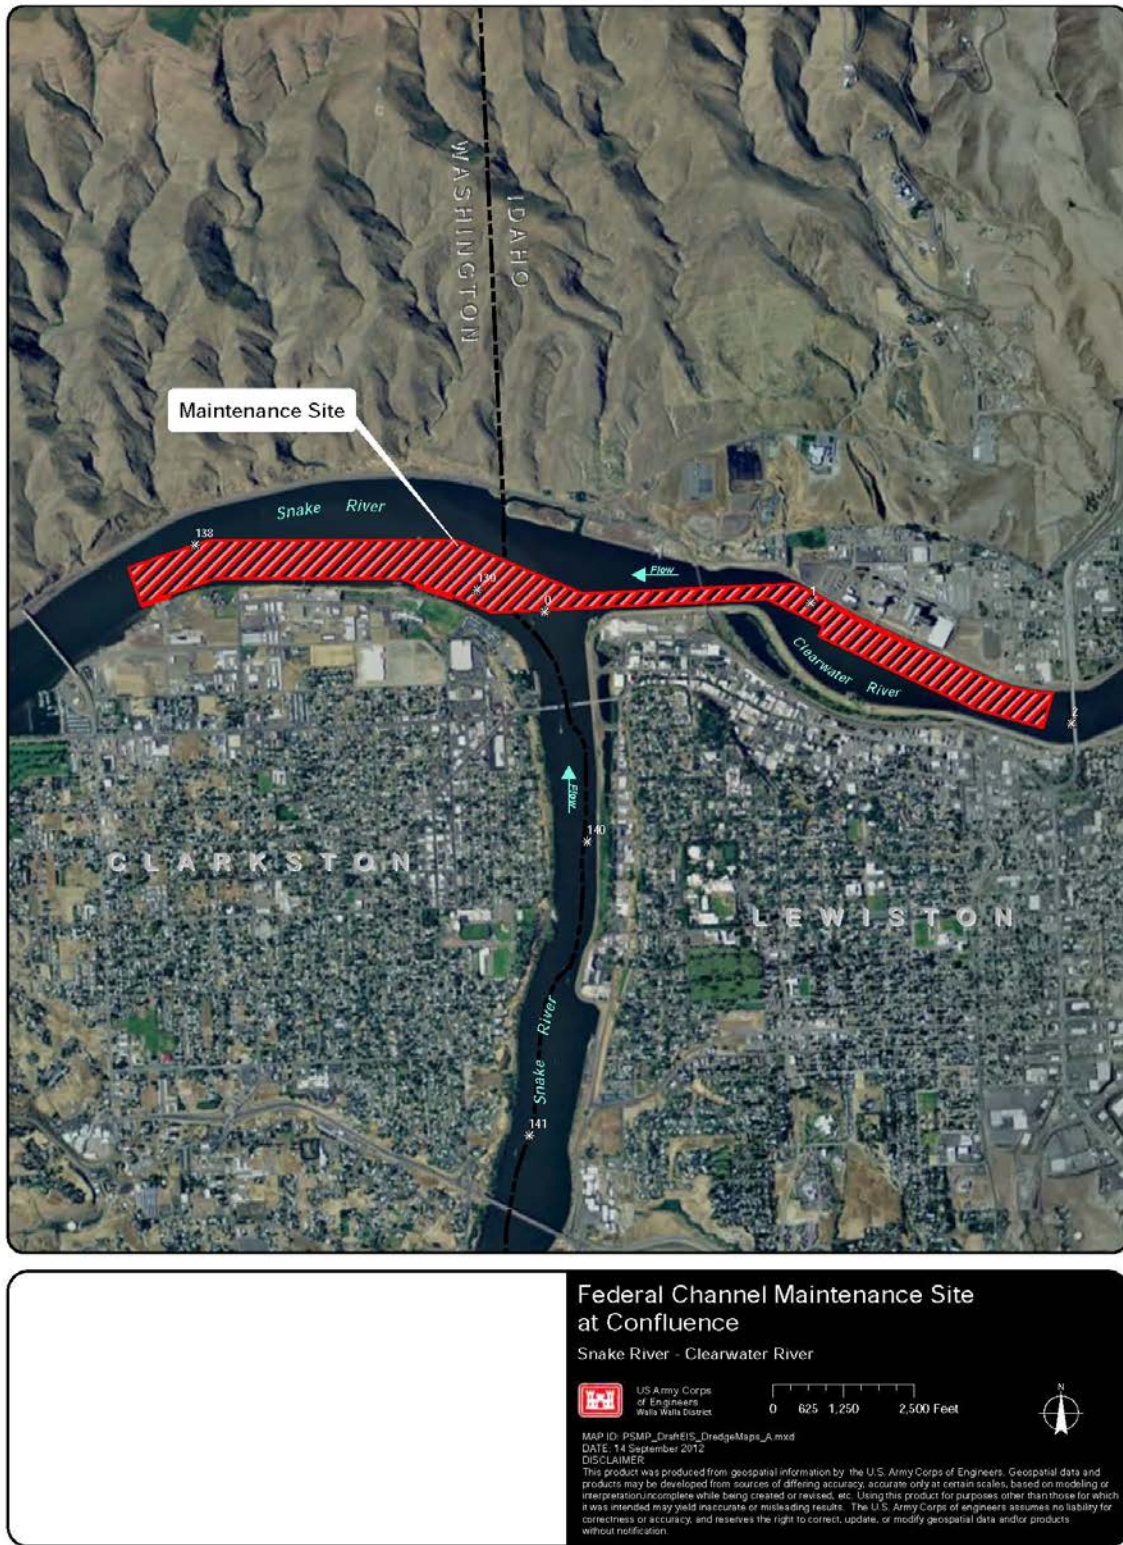 WASHINGTON
IDAHO
Maintenance Site
Snake River
138
139
0
Flow
1
Clearwater River
2
Flow
140
CLARKSTON
LEWISTON
Snake River
141
Federal Channel Maintenance Site
at Confluence
Snake River - Clearwater River
US Army Corps
of Engineers
Walla Walla District
0 625 1,250 2,500 Feet
N
MAP ID: PSMP_DraftEIS_DredgeMaps_A.mxd
DATE: 14 September 2012
DISCLAIMER
This product was produced from geospatial information by the U.S. Army Corps of Engineers. Geospatial data and
products may be developed from sources of differing accuracy, accurate only at certain scales, based on modeling or
interpretation,incomplete while being created or revised, etc. Using this product for purposes other than those for which
it was intended may yield inaccurate or misleading results. The U.S. Army Corps of engineers assumes no liability for
correctness or accuracy, and reserves the right to correct, update, or modify geospatial data and/or products
without notification.